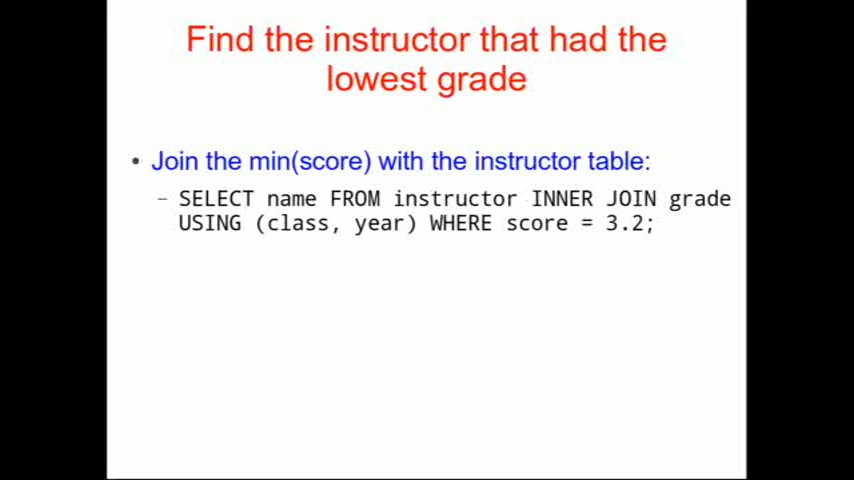 Find the instructor that had the
lowest grade
• Join the min(score) with the instructor table:
– SELECT name FROM instructor INNER JOIN grade
USING (class, year) WHERE score = 3.2;